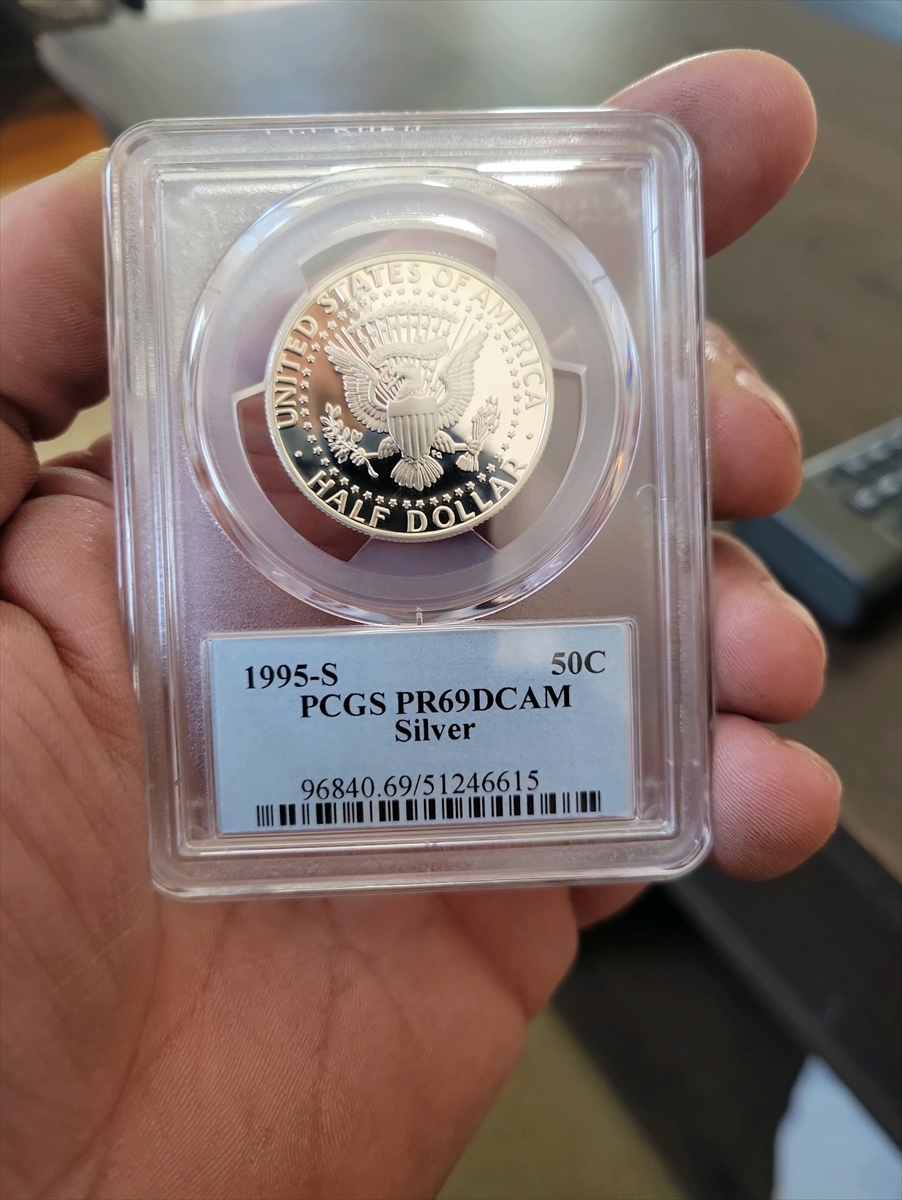 UNITED STATES OF AMERICA
HALF DOLLAR
1995-S 50C
PCGS PR69DCAM
Silver
96840.69/51246615